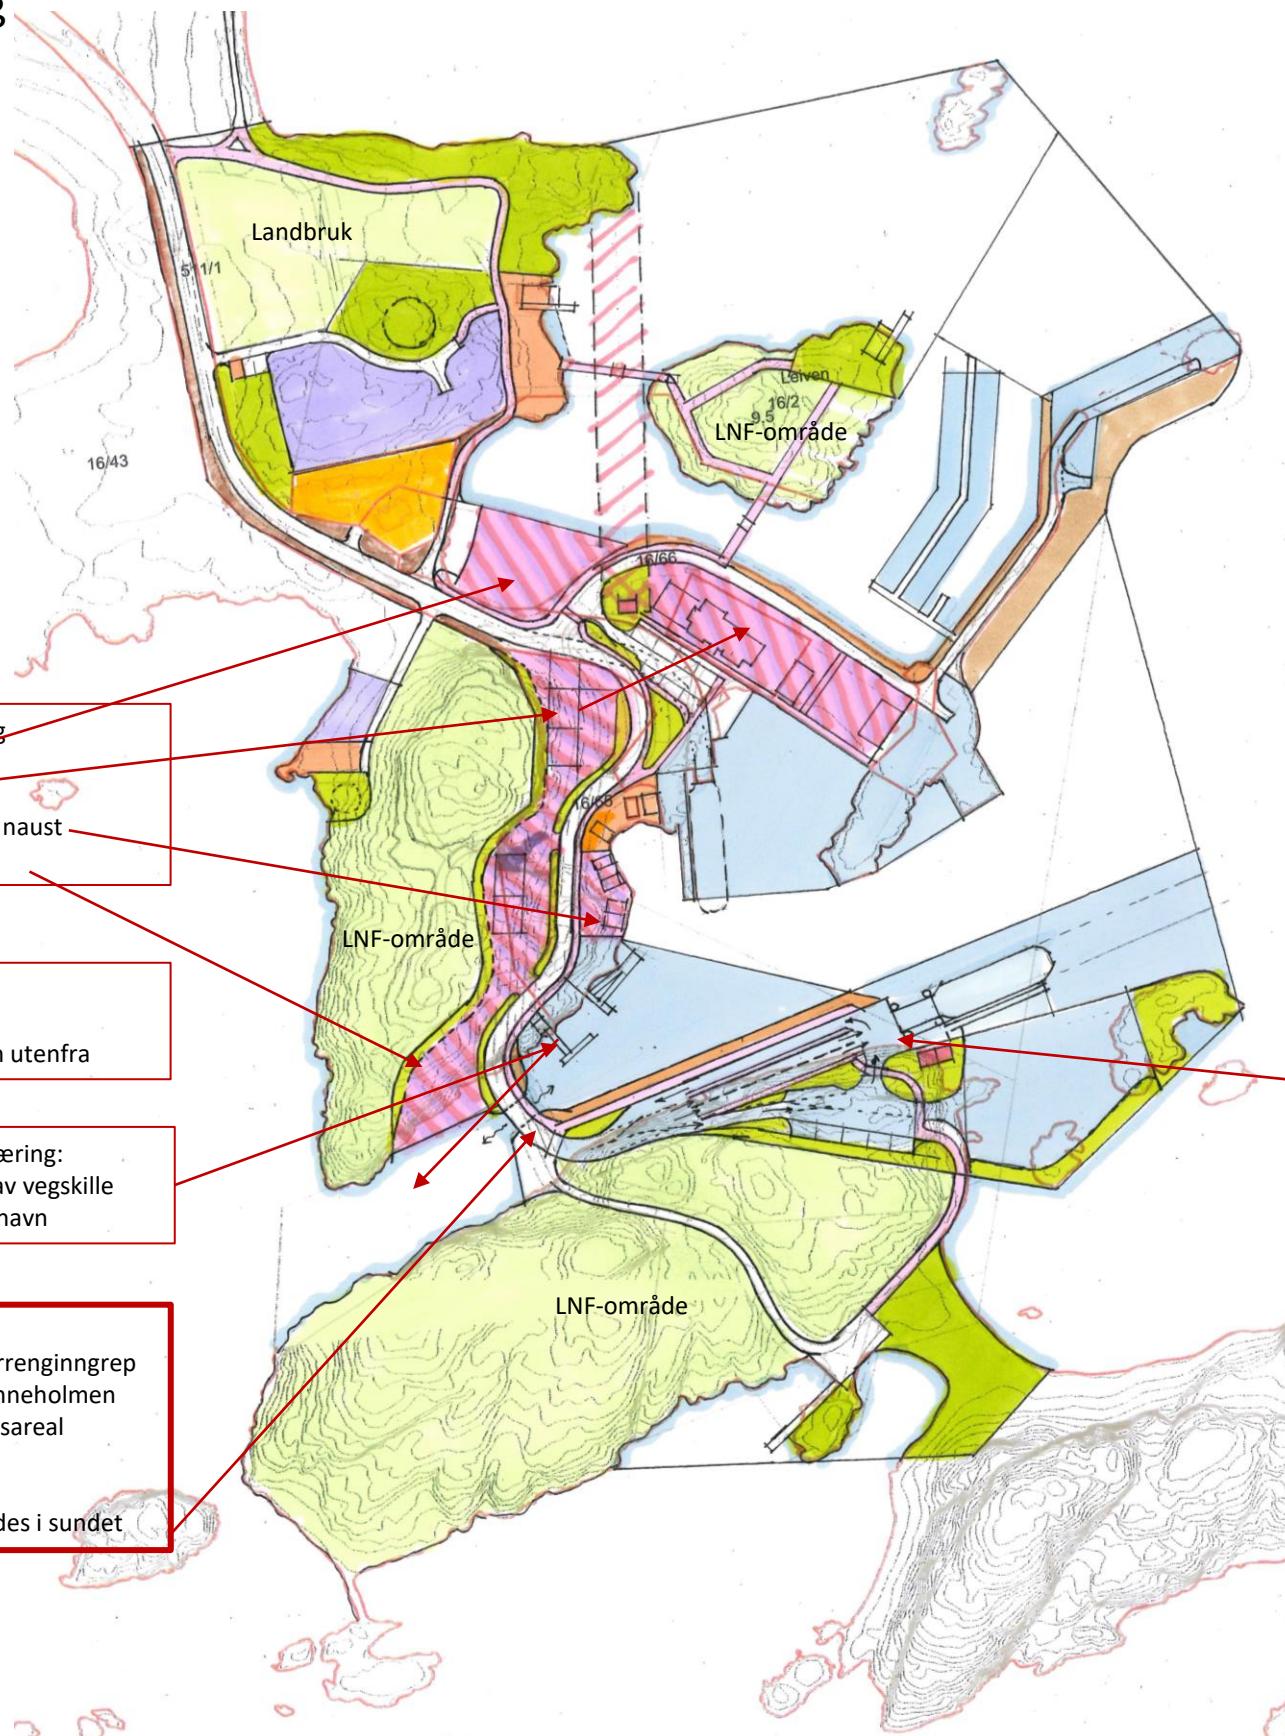 g
Landbruk
5 1/1
Leiven
16/2
9.5
LNF-område
16/43
16/66
g
16/65
naust
LNF-område
n utenfra
æring:
av vegskille
havn
LNF-område
rrenginngrep
nneholmen
sareal
des i sundet